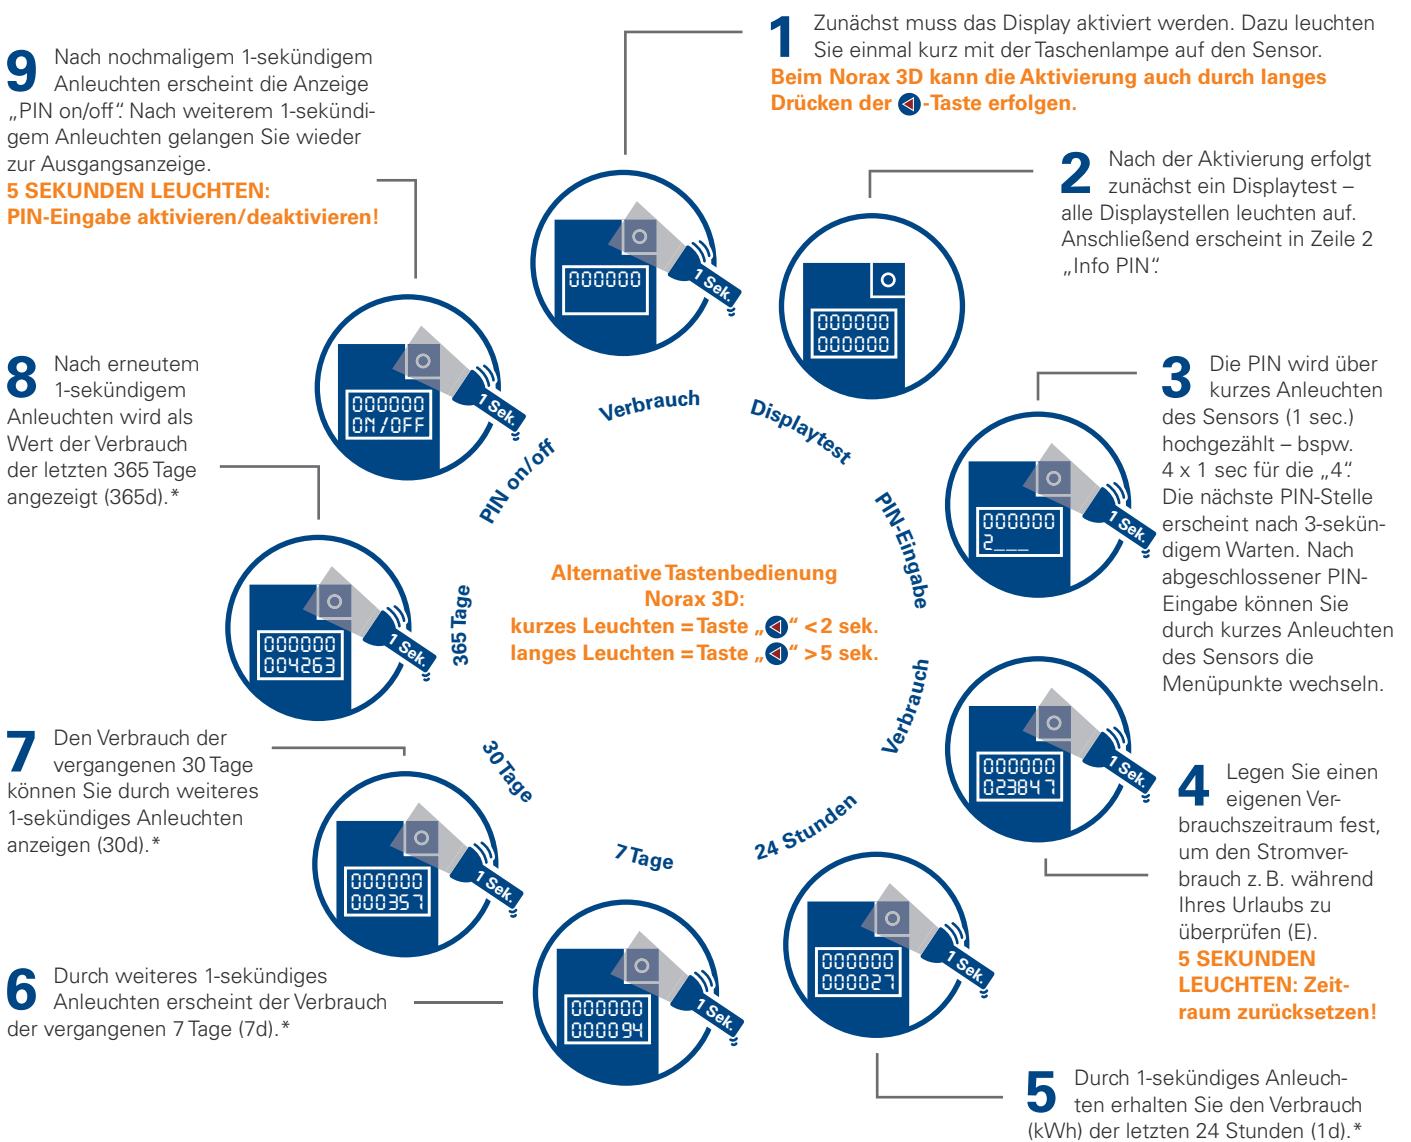 1 Zunächst muss das Display aktiviert werden. Dazu leuchten
Sie einmal kurz mit der Taschenlampe auf den Sensor.
Beim Norax 3D kann die Aktivierung auch durch langes
Drücken der -Taste erfolgen.
2 Nach der Aktivierung erfolgt
zunächst ein Displaytest –
alle Displaystellen leuchten auf.
Anschließend erscheint in Zeile 2
„Info PIN“.
3 Die PIN wird über
kurzes Anleuchten
des Sensors (1 sec.)
hochgezählt – bspw.
4 x 1 sec für die „4“.
Die nächste PIN-Stelle
erscheint nach 3-sekün-
digem Warten. Nach
abgeschlossener PIN-
Eingabe können Sie
durch kurzes Anleuchten
des Sensors die
Menüpunkte wechseln.
4 Legen Sie einen
eigenen Ver-
brauchszeitraum fest,
um den Stromver-
brauch z. B. während
Ihres Urlaubs zu
überprüfen (E).
5 SEKUNDEN
LEUCHTEN: Zeit-
raum zurücksetzen!
5 Durch 1-sekündiges Anleuch-
ten erhalten Sie den Verbrauch
(kWh) der letzten 24 Stunden (1d).*
6 Durch weiteres 1-sekündiges
Anleuchten erscheint der Verbrauch
der vergangenen 7 Tage (7d).*
7 Den Verbrauch der
vergangenen 30 Tage
können Sie durch weiteres
1-sekündiges Anleuchten
anzeigen (30d).*
8 Nach erneutem
1-sekündigem
Anleuchten wird als
Wert der Verbrauch
der letzten 365 Tage
angezeigt (365d).*
9 Nach nochmaligem 1-sekündigem
Anleuchten erscheint die Anzeige
„PIN on/off“. Nach weiterem 1-sekündi-
gem Anleuchten gelangen Sie wieder
zur Ausgangsanzeige.
5 SEKUNDEN LEUCHTEN:
PIN-Eingabe aktivieren/deaktivieren!
000000
1 Sek.
Verbrauch
000000
000000
Displaytest
000000
2___
1 Sek.
PIN-Eingabe
000000
023847
1 Sek.
Verbrauch
000000
000027
1 Sek.
24 Stunden
000000
000094
1 Sek.
7 Tage
000000
000357
1 Sek.
30 Tage
000000
004263
1 Sek.
365 Tage
000000
ON/OFF
1 Sek.
PIN on/off
Alternative Tastenbedienung
Norax 3D:
kurzes Leuchten = Taste „“ < 2 sek.
langes Leuchten = Taste „“ > 5 sek.